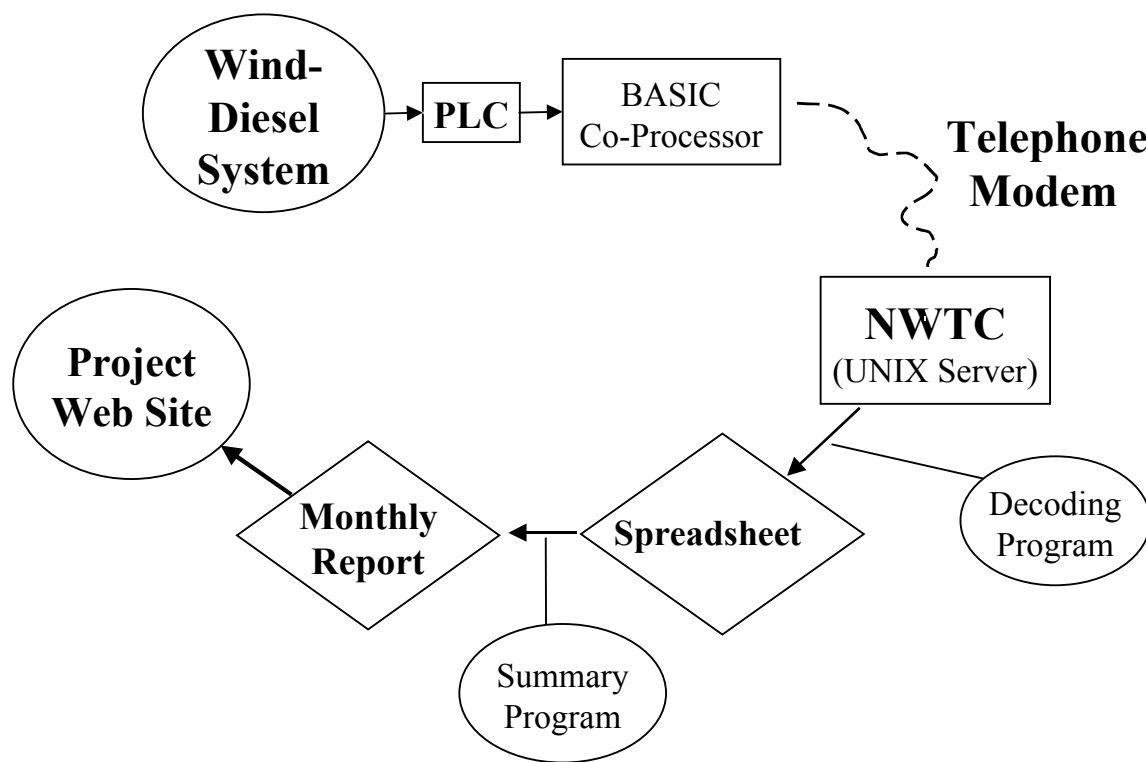 Wind-
Diesel
System
PLC
BASIC
Co-Processor
Telephone
Modem
NWTC
(UNIX Server)
Decoding
Program
Spreadsheet
Summary
Program
Monthly
Report
Project
Web Site